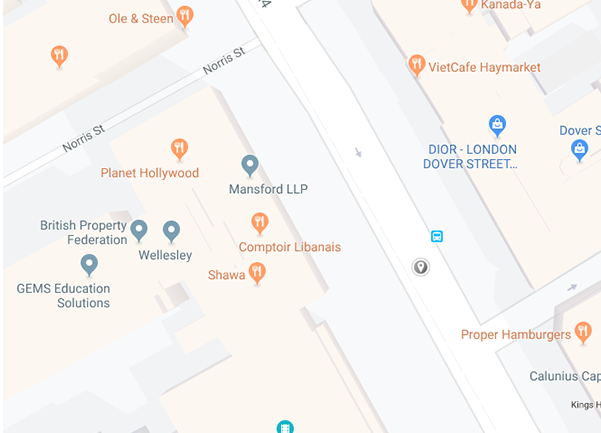 Ole & Steen
A4
Kanada-Ya
Norris St
VietCafe Haymarket
Norris St
DIOR - LONDON
DOVER STREET...
Dover S
Planet Hollywood
Mansford LLP
British Property
Federation
Wellesley
Comptoir Libanais
GEMS Education
Solutions
Shawa
Proper Hamburgers
Calunius Cap
Kings H